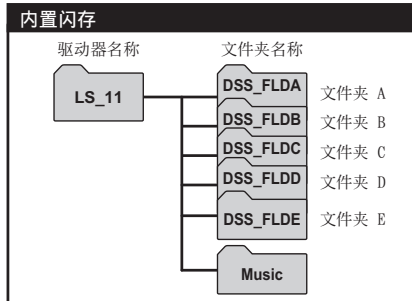 内置闪存
驱动器名称 文件夹名称
LS_11
DSS_FLDA 文件夹 A
DSS_FLDB 文件夹 B
DSS_FLDC 文件夹 C
DSS_FLDD 文件夹 D
DSS_FLDE 文件夹 E
Music